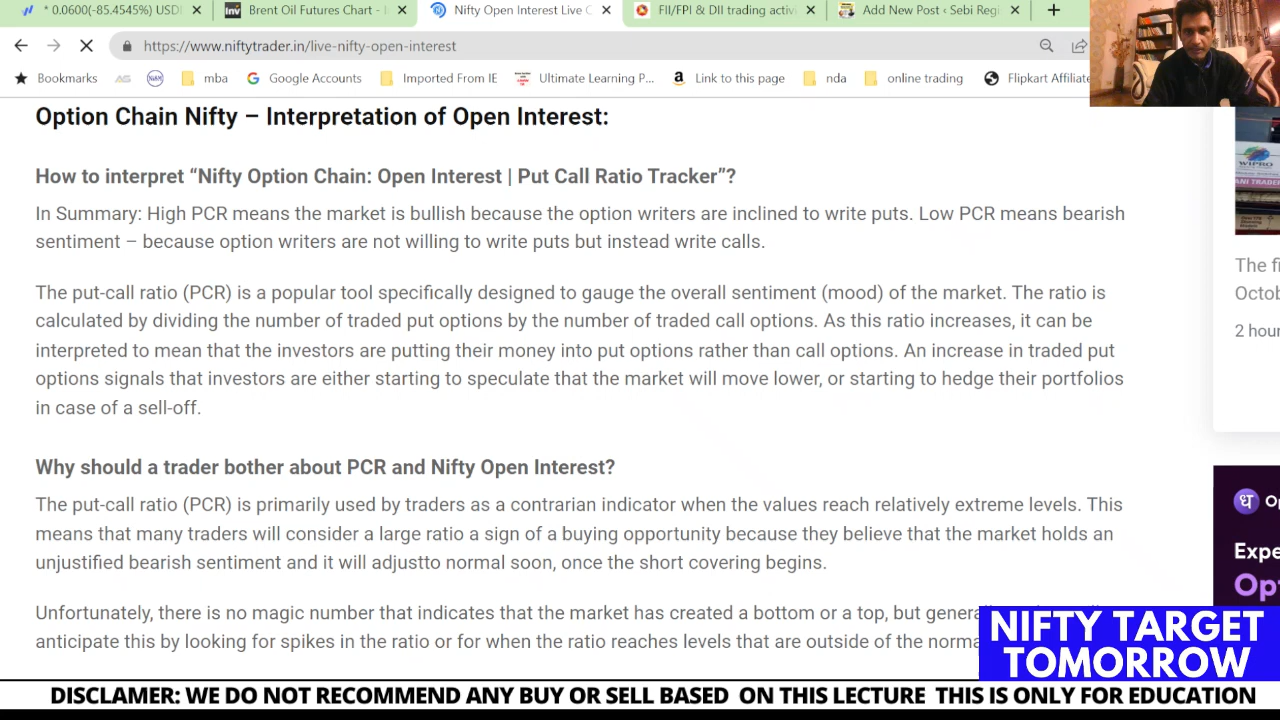 * 0.0600(-85.4545%) USDI
Brent Oil Futures Chart - I
Nifty Open Interest Live C
FII/FPI & DII trading activi
Add New Post ‹ Sebi Regi
https://www.niftytrader.in/live-nifty-open-interest
Bookmarks
mba
Google Accounts
Imported From IE
Ultimate Learning P...
Link to this page
nda
online trading
Flipkart Affiliate
Option Chain Nifty – Interpretation of Open Interest:
How to interpret “Nifty Option Chain: Open Interest | Put Call Ratio Tracker”?
In Summary: High PCR means the market is bullish because the option writers are inclined to write puts. Low PCR means bearish
sentiment – because option writers are not willing to write puts but instead write calls.
The put-call ratio (PCR) is a popular tool specifically designed to gauge the overall sentiment (mood) of the market. The ratio is
calculated by dividing the number of traded put options by the number of traded call options. As this ratio increases, it can be
interpreted to mean that the investors are putting their money into put options rather than call options. An increase in traded put
options signals that investors are either starting to speculate that the market will move lower, or starting to hedge their portfolios
in case of a sell-off.
Why should a trader bother about PCR and Nifty Open Interest?
The put-call ratio (PCR) is primarily used by traders as a contrarian indicator when the values reach relatively extreme levels. This
means that many traders will consider a large ratio a sign of a buying opportunity because they believe that the market holds an
unjustified bearish sentiment and it will adjustto normal soon, once the short covering begins.
Unfortunately, there is no magic number that indicates that the market has created a bottom or a top, but
anticipate this by looking for spikes in the ratio or for when the ratio reaches levels that are outside of the
WIPRO
The fi
Octob
2 hour
ध
Expe
NIFTY TARGET
TOMORROW
DISCLAMER: WE DO NOT RECOMMEND ANY BUY OR SELL BASED ON THIS LECTURE THIS IS ONLY FOR EDUCATION